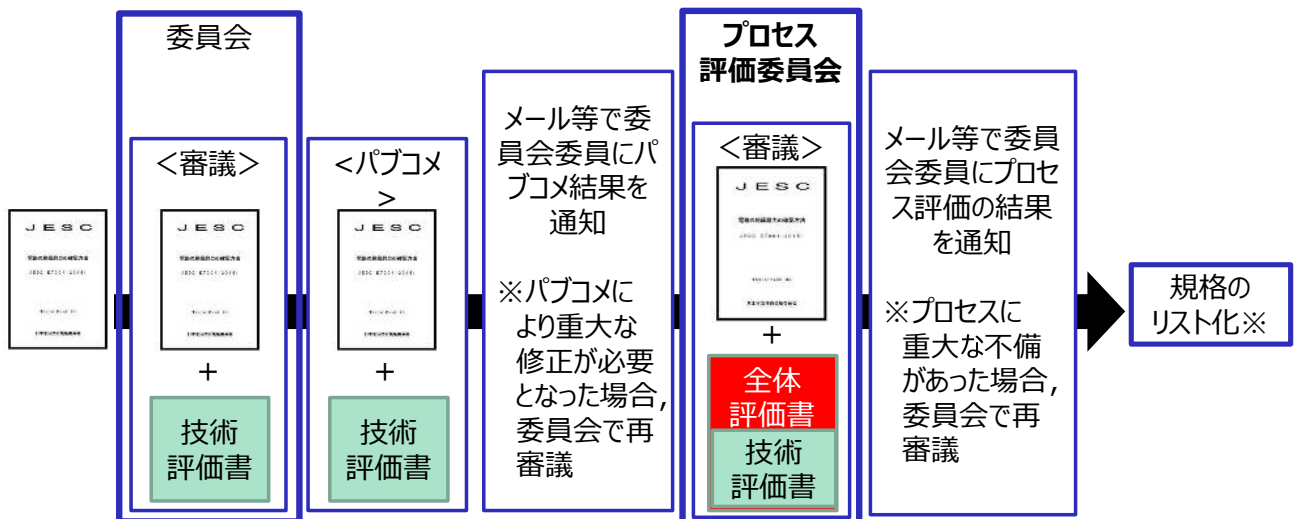 JESC
委員会
＜審議＞
JESC
+
技術
評価書
<パブコメ
>
JESC
+
技術
評価書
メール等で委
員会委員にパ
ブコメ結果を
通知
※パブコメに
より重大な
修正が必要
となった場合,
委員会で再
審議
プロセス
評価委員会
＜審議＞
JESC
+
全体
評価書
技術
評価書
メール等で委員
会委員にプロセ
ス評価の結果
を通知
※プロセスに
重大な不備
があった場合,
委員会で再
審議
規格の
リスト化※